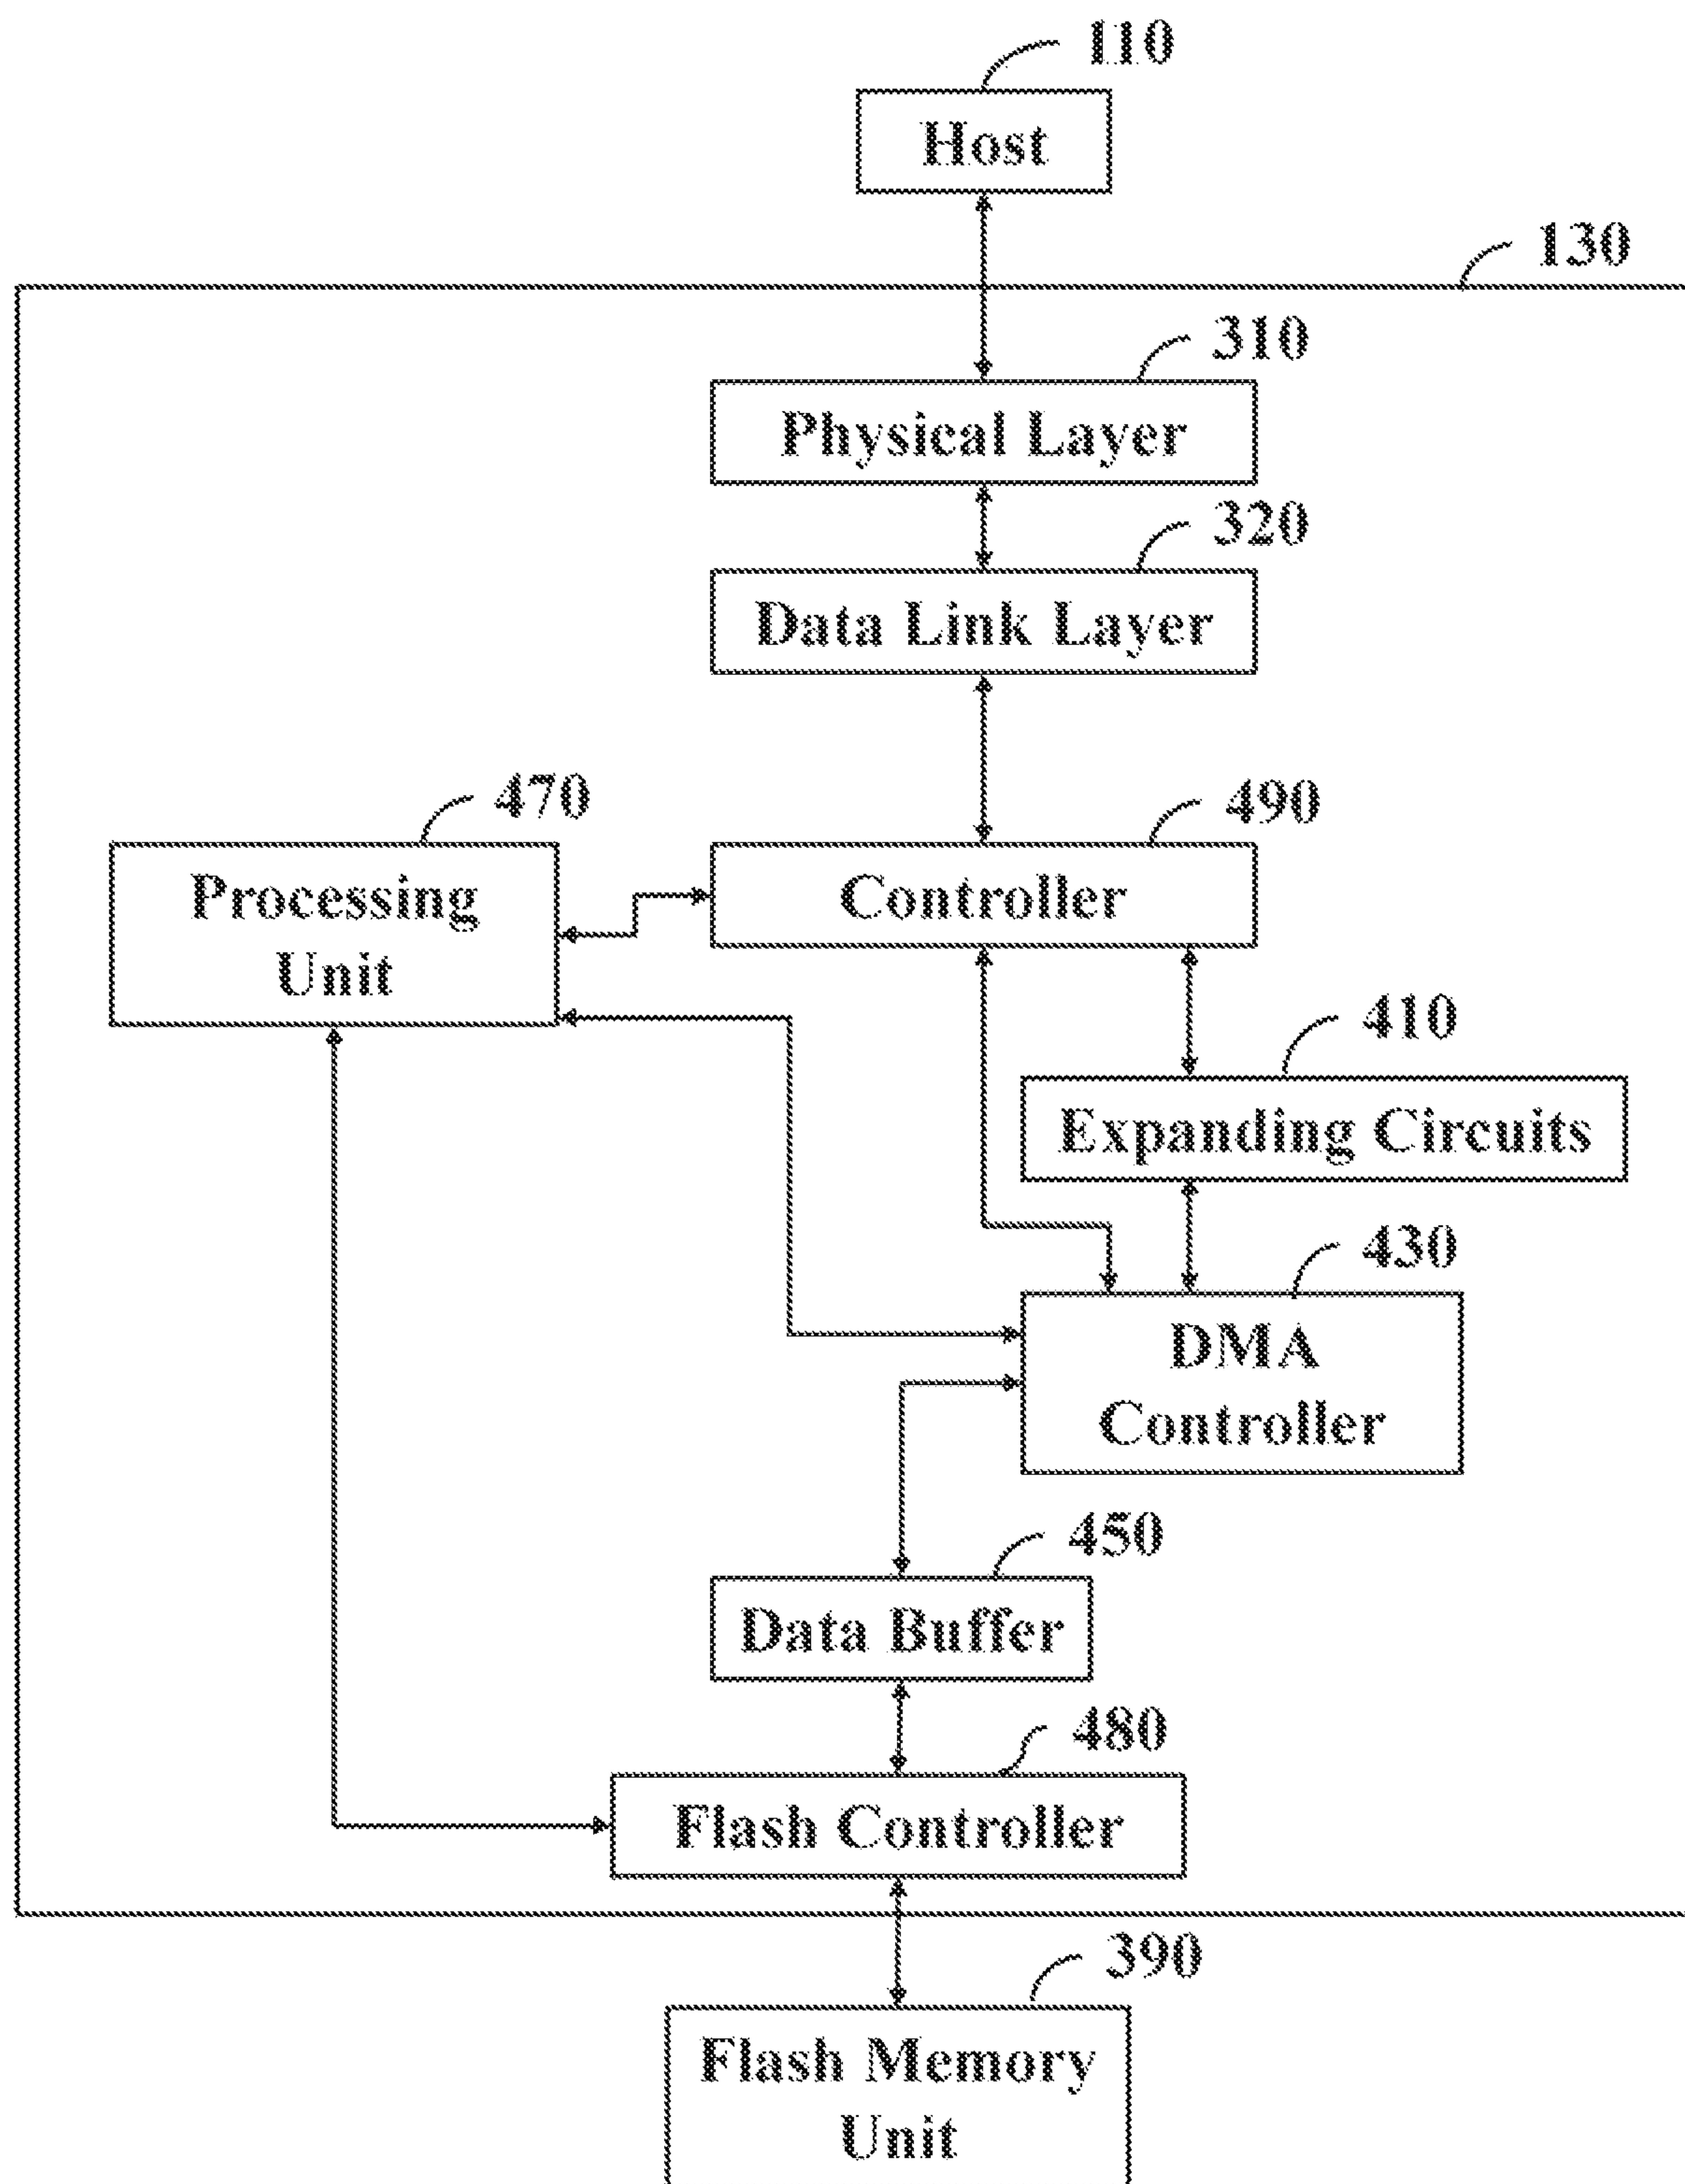 110
Host
130
310
Physical Layer
320
Data Link Layer
470
490
Processing
Unit
Controller
410
Expanding Circuits
430
DMA
Controller
450
Data Buffer
480
Flash Controller
390
Flash Memory
Unit